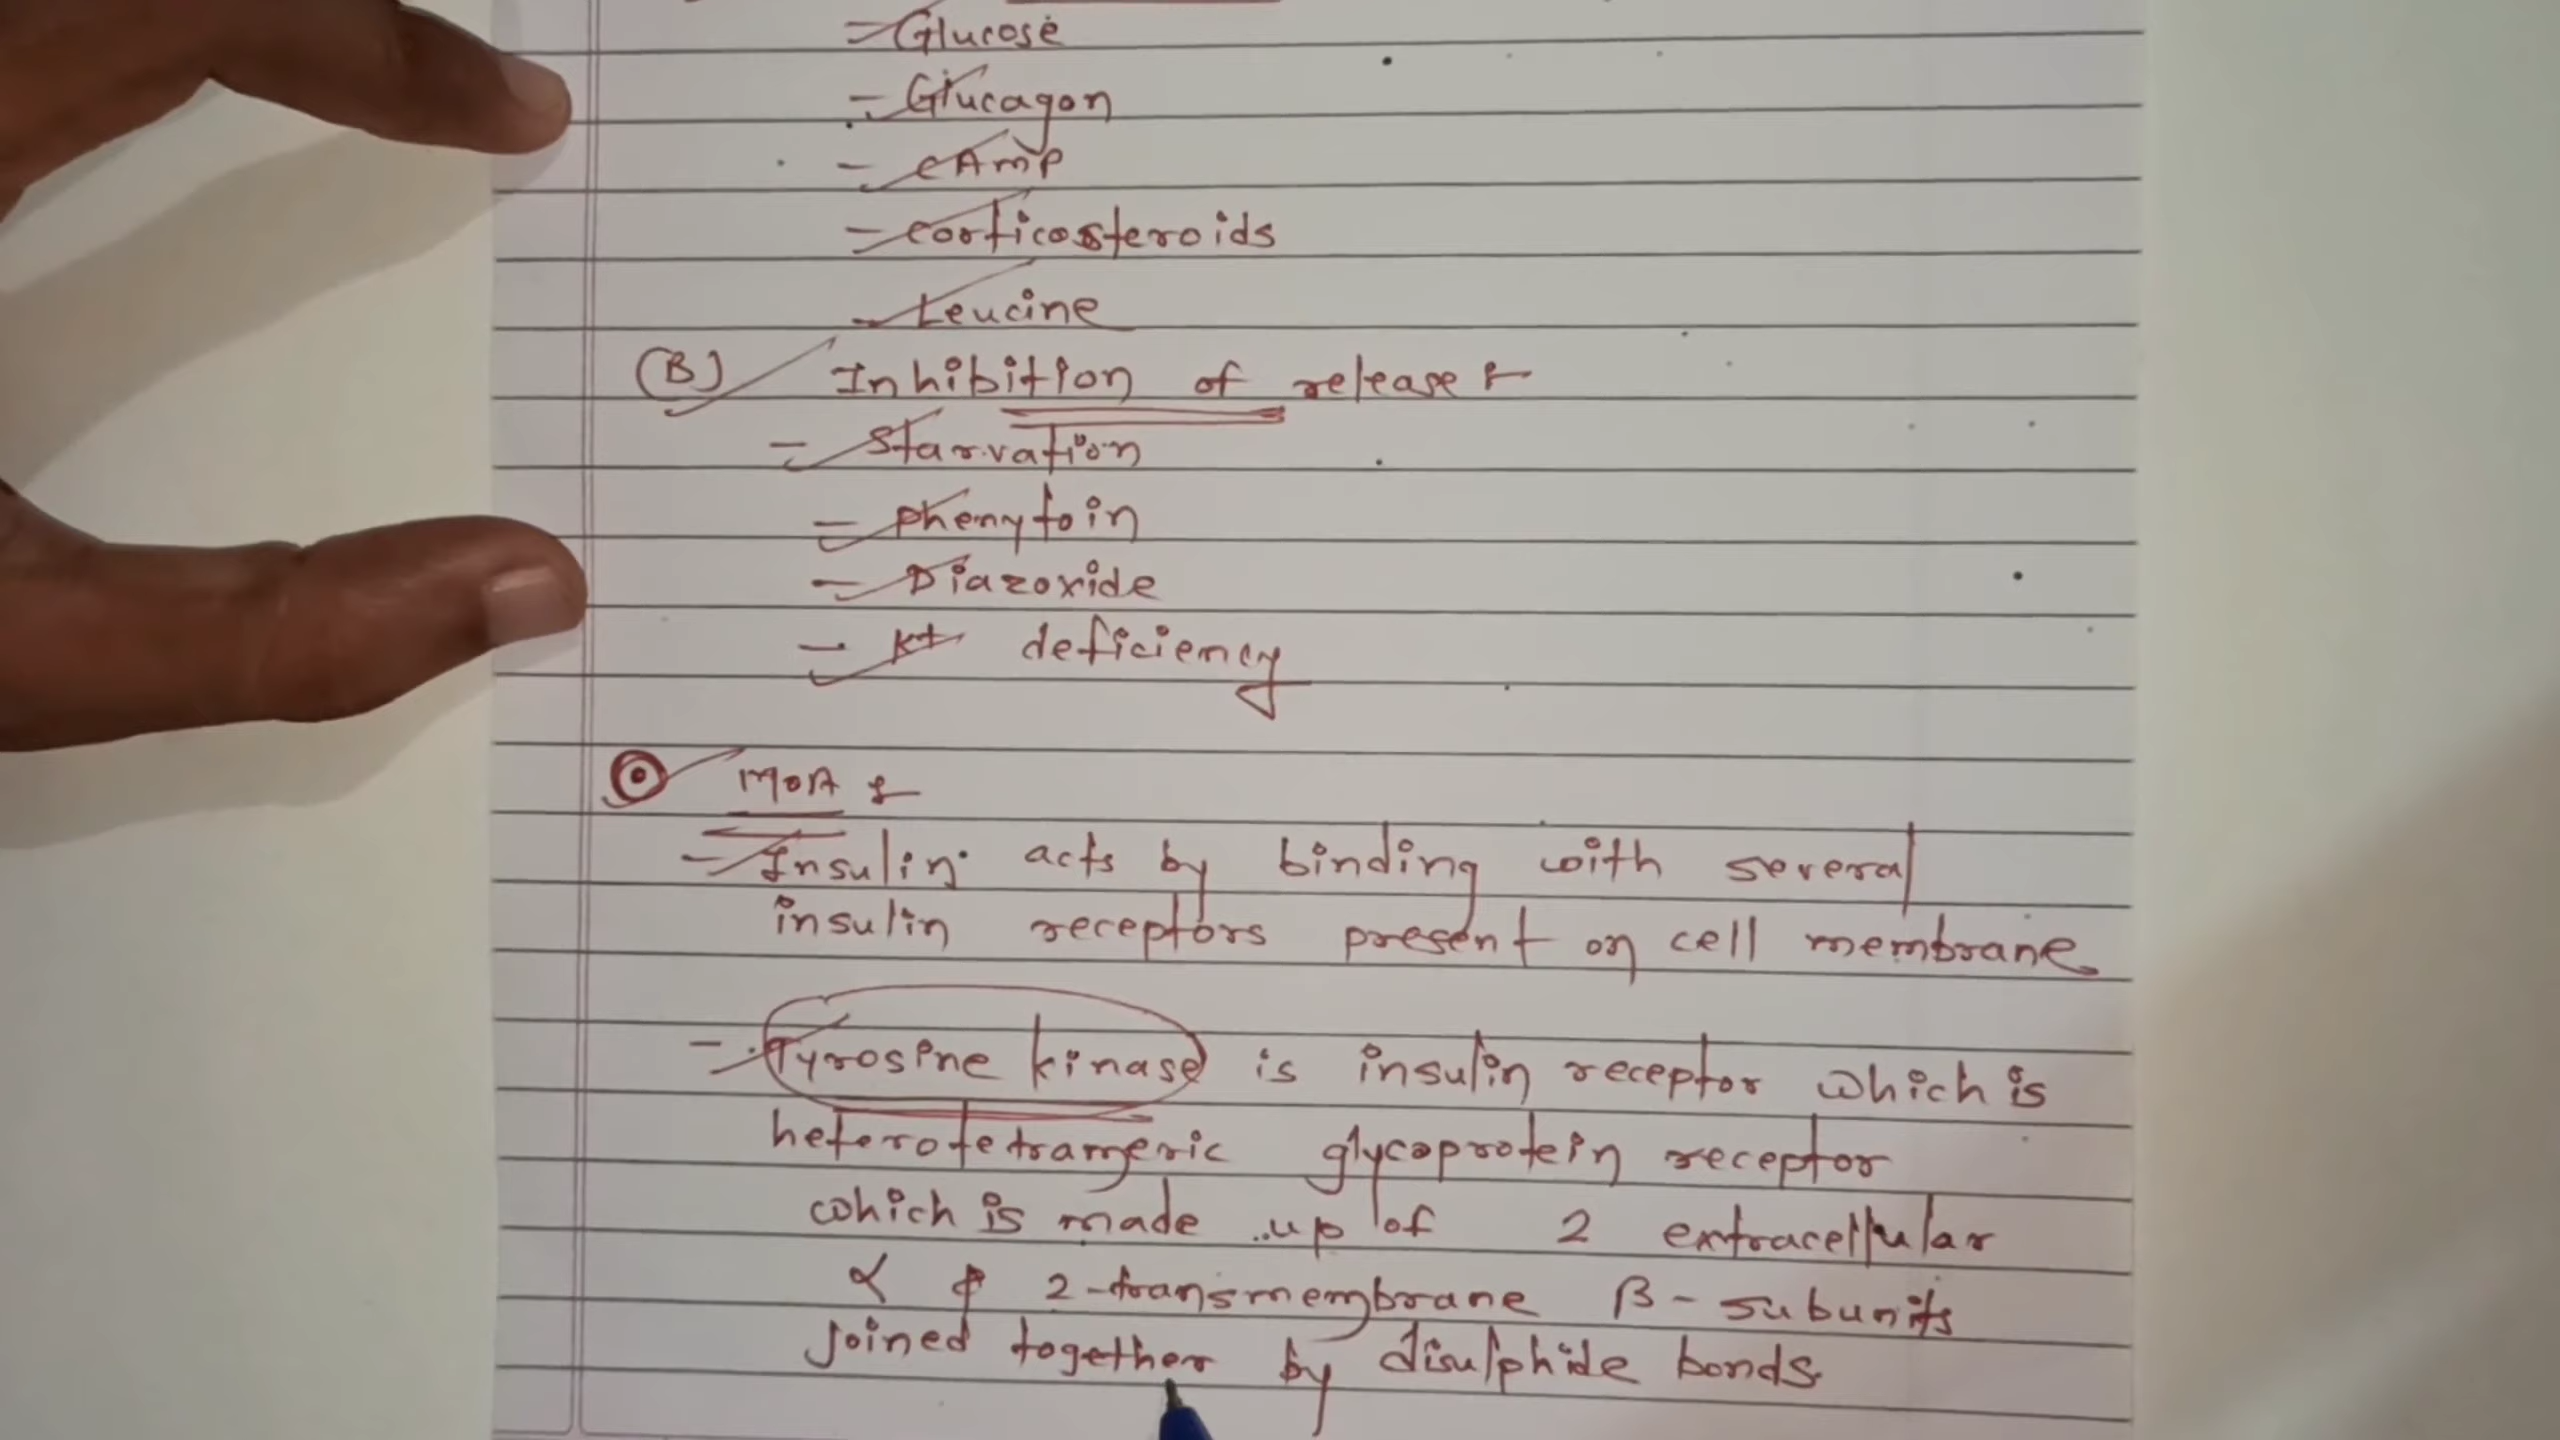 - Glucose
- Glucagon
- cAMP
- corticosteroids
- Leucine
(B) Inhibition of release :-
- Starvation
- phenytoin
- Diazoxide
- K+ deficiency
MOA :-
- Insulin acts by binding with several
insulin receptors present on cell membrane
- Tyrosine kinase is insulin receptor which is
heterotetrameric glycoprotein receptor
which is made up of 2 extracellular
α & 2-transmembrane β-subunits
joined together by disulphide bonds.